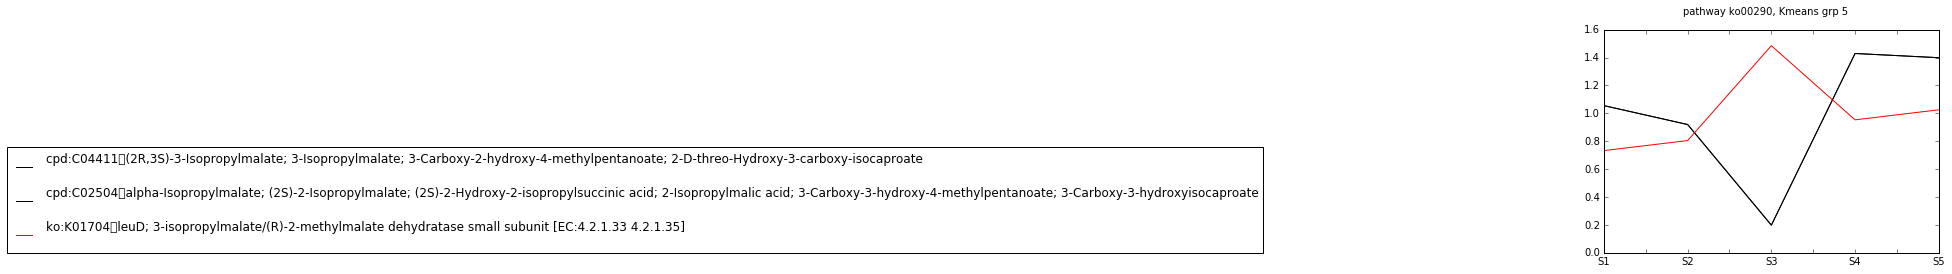 pathway ko00290, Kmeans grp 5
1.6
1.4
1.2
1.0
0.8
0.6
0.4
0.2
0.0
S1 S2 S3 S4 S5
cpd:C04411▯(2R,3S)-3-Isopropylmalate; 3-Isopropylmalate; 3-Carboxy-2-hydroxy-4-methylpentanoate; 2-D-threo-Hydroxy-3-carboxy-isocaproate
cpd:C02504▯alpha-Isopropylmalate; (2S)-2-Isopropylmalate; (2S)-2-Hydroxy-2-isopropylsuccinic acid; 2-Isopropylmalic acid; 3-Carboxy-3-hydroxy-4-methylpentanoate; 3-Carboxy-3-hydroxyisocaproate
ko:K01704▯leuD; 3-isopropylmalate/(R)-2-methylmalate dehydratase small subunit [EC:4.2.1.33 4.2.1.35]